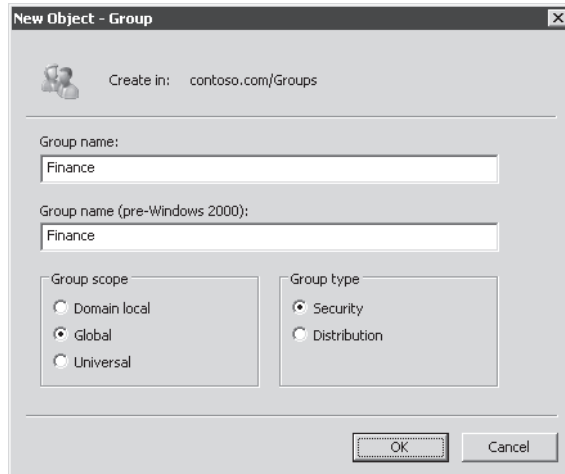 New Object - Group
Create in: contoso.com/Groups
Group name:
Finance
Group name (pre-Windows 2000):
Finance
Group scope
Domain local
Global
Universal
Group type
Security
Distribution
OK
Cancel